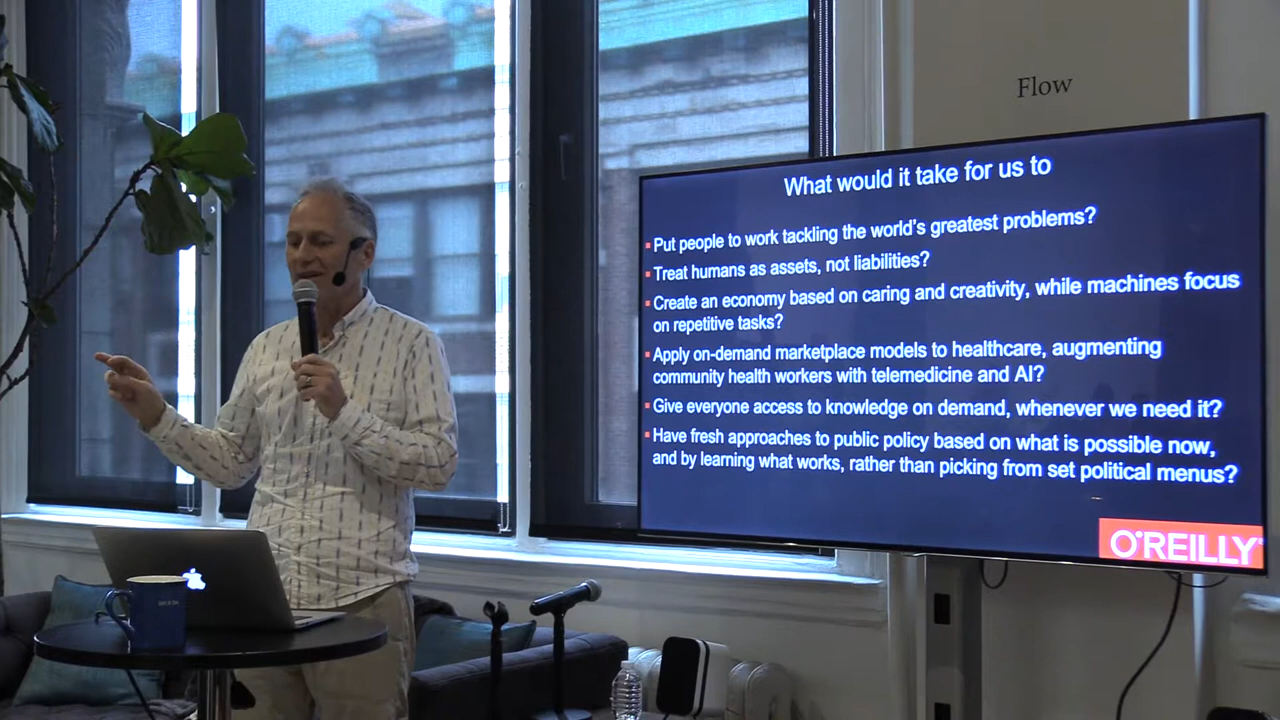 Flow
What would it take for us to
▪ Put people to work tackling the world's greatest problems?
▪ Treat humans as assets, not liabilities?
▪ Create an economy based on caring and creativity, while machines focus
on repetitive tasks?
▪ Apply on-demand marketplace models to healthcare, augmenting
community health workers with telemedicine and AI?
▪ Give everyone access to knowledge on demand, whenever we need it?
▪ Have fresh approaches to public policy based on what is possible now,
and by learning what works, rather than picking from set political menus?
O'REILLY